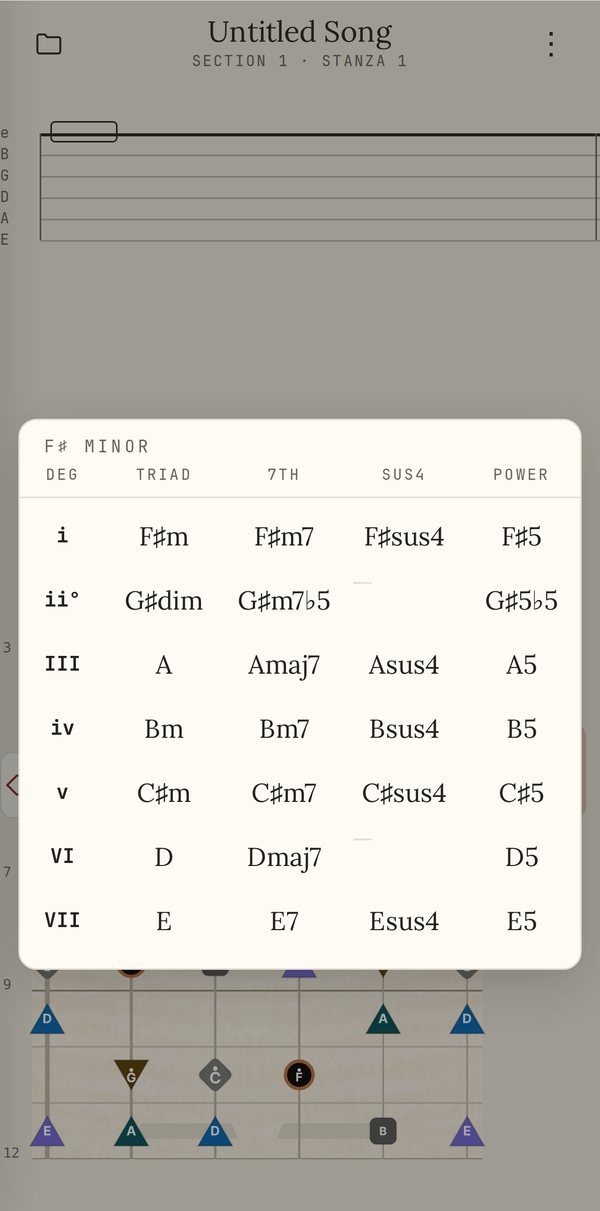 Untitled Song
SECTION 1 · STANZA 1
e
B
G
D
A
E
F♯ MINOR
DEG TRIAD 7TH SUS4 POWER
i F♯m F♯m7 F♯sus4 F♯5
ii° G♯dim G♯m7♭5 — G♯5♭5
III A Amaj7 Asus4 A5
iv Bm Bm7 Bsus4 B5
v C♯m C♯m7 C♯sus4 C♯5
VI D Dmaj7 — D5
VII E E7 Esus4 E5
3
7
9
D A D
G C F
E A D B E
12